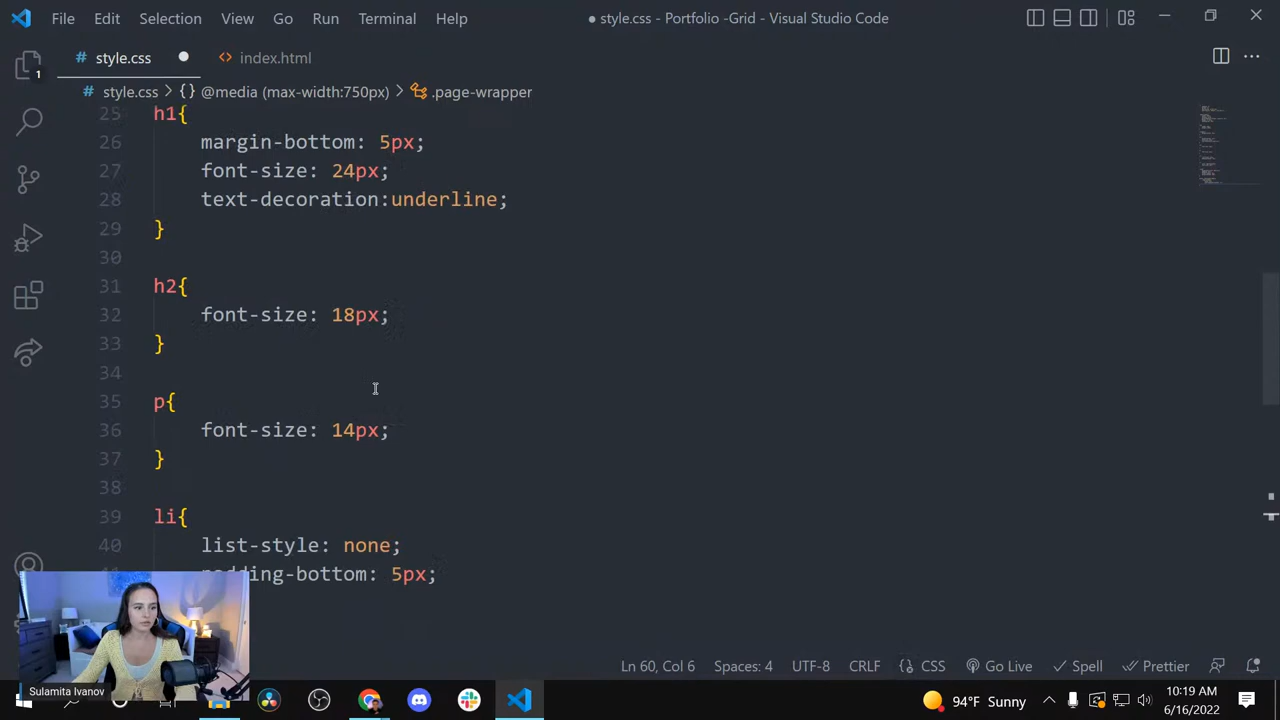 File Edit Selection View Go Run Terminal Help
● style.css - Portfolio -Grid - Visual Studio Code
# style.css ●
<> index.html
1
# style.css > {} @media (max-width:750px) > .page-wrapper
25 h1{
26 margin-bottom: 5px;
27 font-size: 24px;
28 text-decoration:underline;
29 }
30
31 h2{
32 font-size: 18px;
33 }
34
35 p{
36 font-size: 14px;
37 }
38
39 li{
40 list-style: none;
padding-bottom: 5px;
Ln 60, Col 6 Spaces: 4 UTF-8 CRLF CSS Go Live Spell Prettier
Sulamita Ivanov
94°F Sunny
6/16/2022